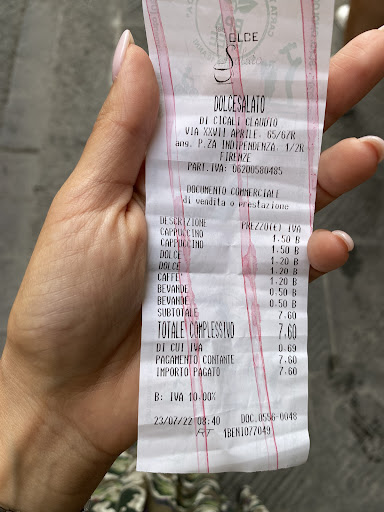 DOLCE
DOLCESALATO
DI CICALI CLAUDIO
VIA XXVII APRILE, 65/67R
ang. P.ZA INDIPENDENZA, 1/2R
FIRENZE
PART.IVA: 06200580485
DOCUMENTO COMMERCIALE
di vendita o prestazione
DESCRIZIONE PREZZO(€) IVA
CAPPUCCINO 1.50 B
CAPPUCCINO 1.50 B
DOLCE 1.20 B
DOLCE 1.20 B
CAFFE' 1.20 B
BEVANDE 0.50 B
BEVANDE 0.50 B
SUBTOTALE 7.60
TOTALE COMPLESSIVO 7.60
DI CUI IVA 0.69
PAGAMENTO CONTANTE 7.60
IMPORTO PAGATO 7.60
B: IVA 10.00%
23/07/22 08:40 DOC.0556-0048
RT 1BENI077049